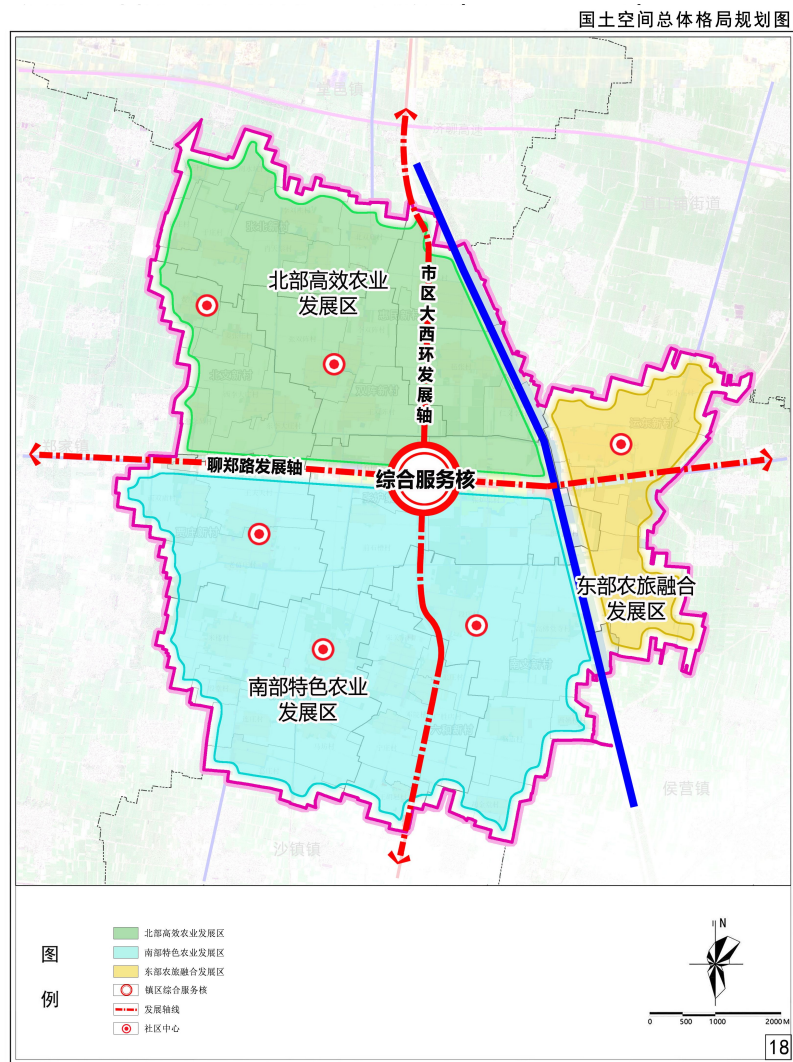 国土空间总体格局规划图
北部高效农业
发展区
市区大西环发展轴
聊郑路发展轴
综合服务核
东部农旅融合
发展区
南部特色农业
发展区
侯营镇
沙镇镇
图例
北部高效农业发展区
南部特色农业发展区
东部农旅融合发展区
镇区综合服务核
发展轴线
社区中心
N
0 500 1000 2000M
18